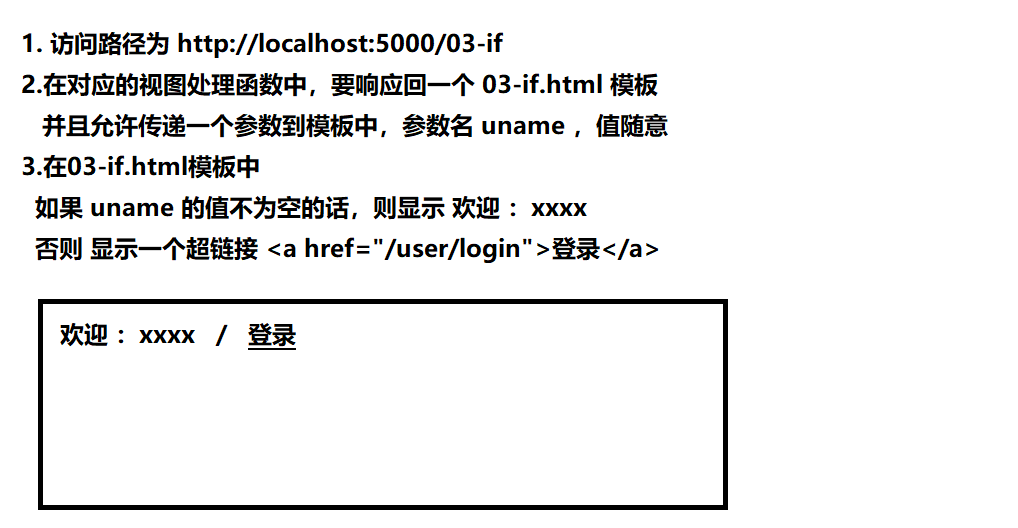 1. 访问路径为 http://localhost:5000/03-if
2.在对应的视图处理函数中，要响应回一个 03-if.html 模板
并且允许传递一个参数到模板中，参数名 uname ，值随意
3.在03-if.html模板中
如果 uname 的值不为空的话，则显示 欢迎 ：xxxx
否则 显示一个超链接 <a href="/user/login">登录</a>
欢迎 ：xxxx / 登录